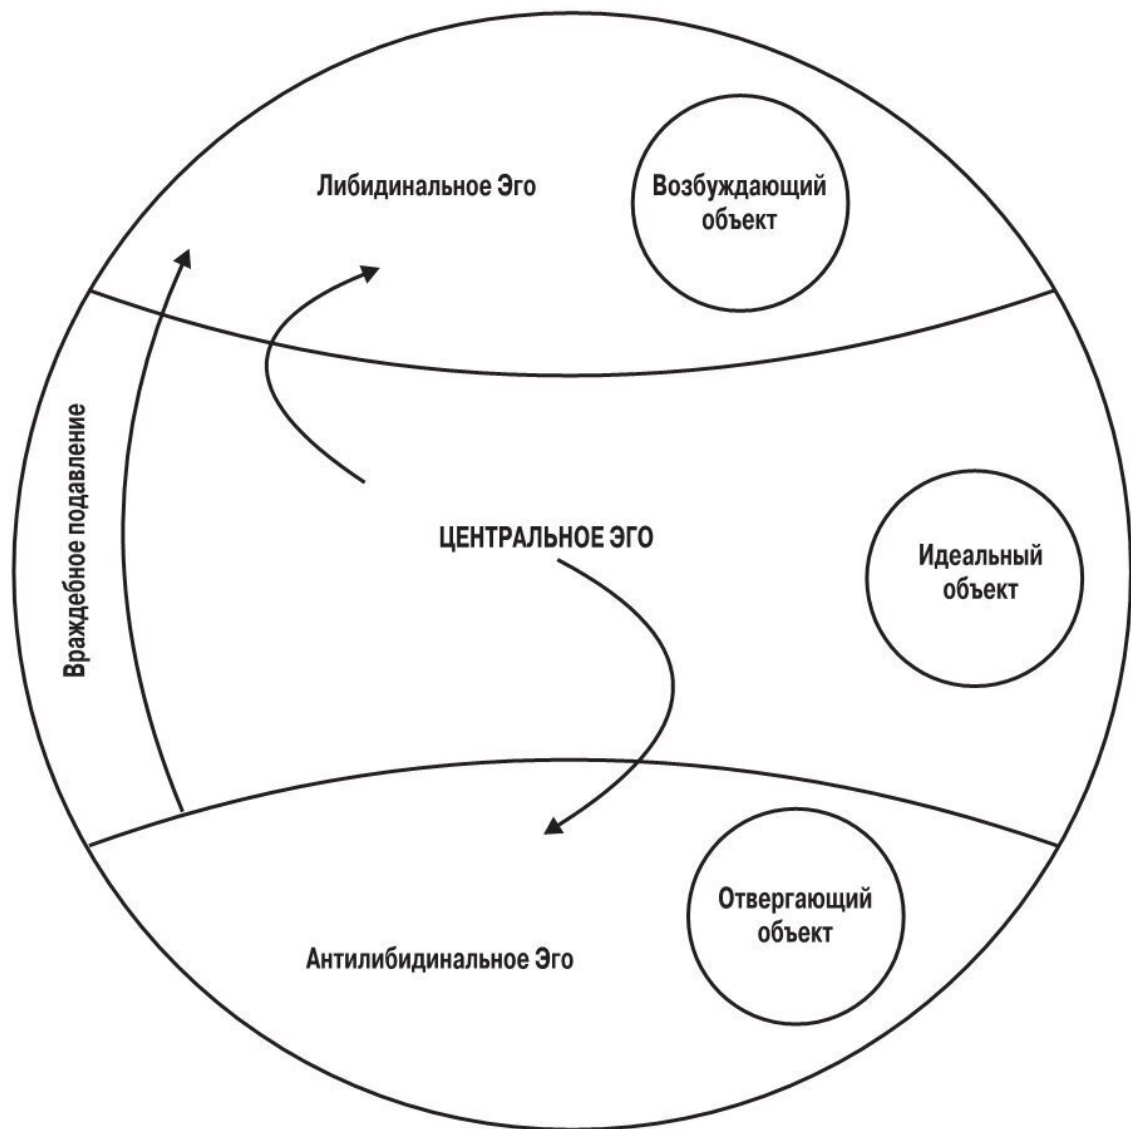 Либидинальное Эго
Возбуждающий
объект
Враждебное подавление
ЦЕНТРАЛЬНОЕ ЭГО
Идеальный
объект
Отвергающий
объект
Антилибидинальное Эго